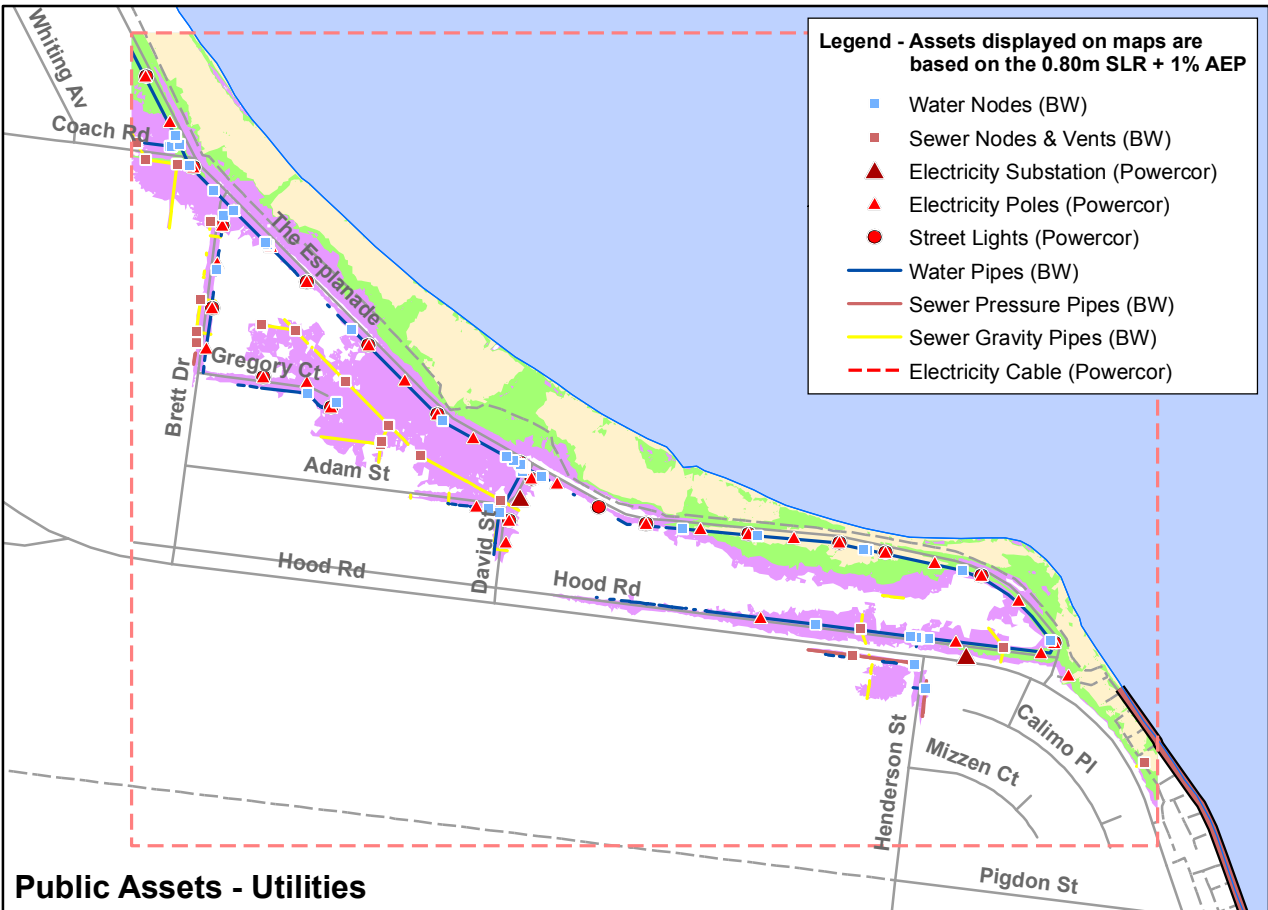 Legend - Assets displayed on maps are
based on the 0.80m SLR + 1% AEP
Water Nodes (BW)
Sewer Nodes & Vents (BW)
Electricity Substation (Powercor)
Electricity Poles (Powercor)
Street Lights (Powercor)
Water Pipes (BW)
Sewer Pressure Pipes (BW)
Sewer Gravity Pipes (BW)
Electricity Cable (Powercor)
Whiting Av
Coach Rd
The Esplanade
Gregory Ct
Brett Dr
Adam St
David St
Hood Rd
Hood Rd
Henderson St
Calimo Pl
Mizzen Ct
Pigdon St
Public Assets - Utilities